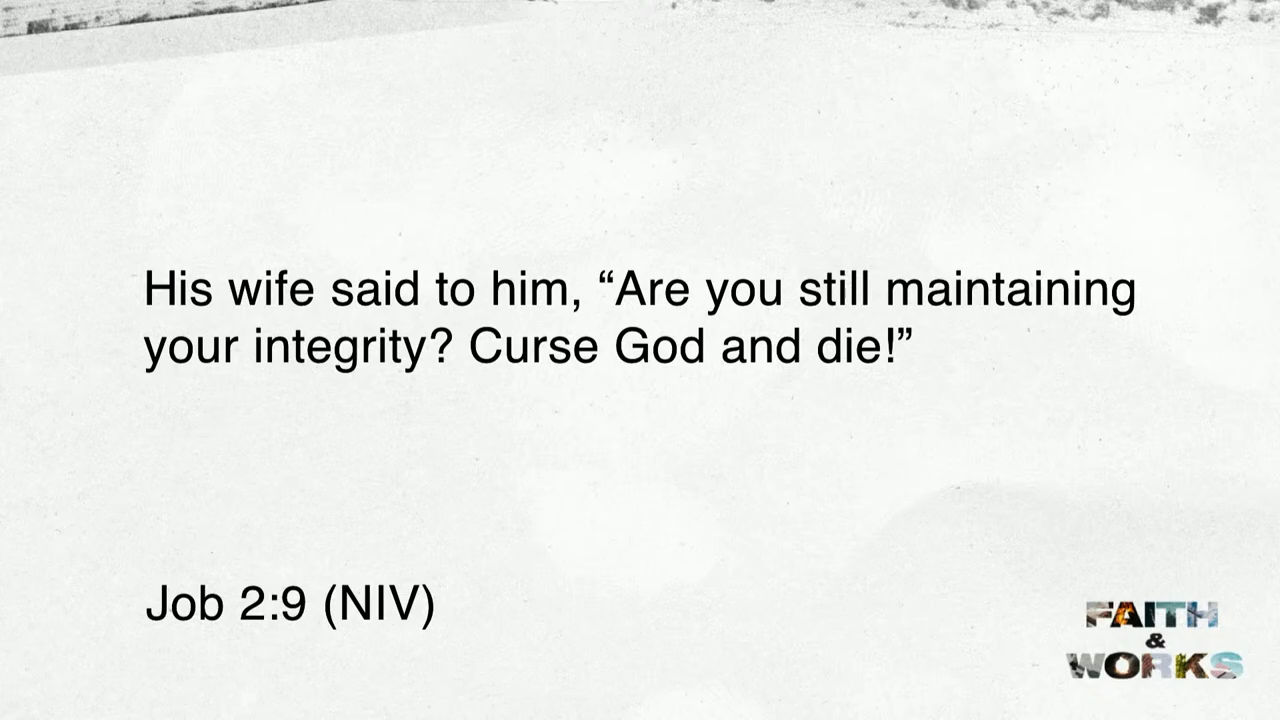 His wife said to him, “Are you still maintaining
your integrity? Curse God and die!”
Job 2:9 (NIV)
FAITH
&
WORKS